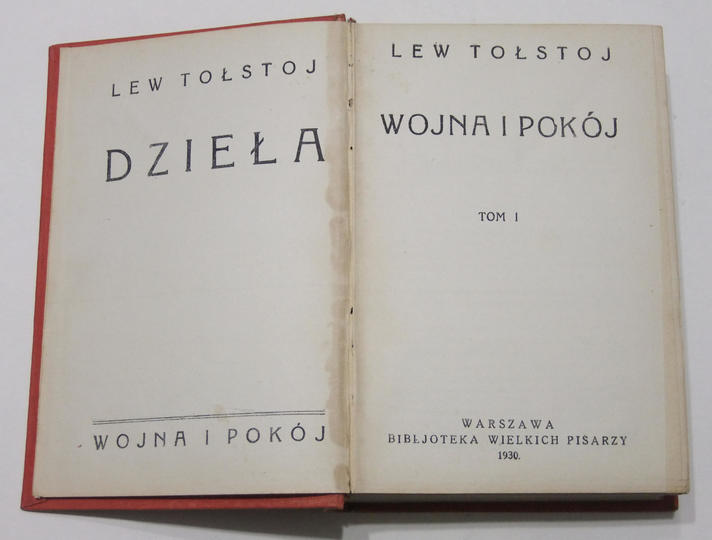 LEW TOŁSTOJ
DZIEŁA
WOJNA I POKÓJ
LEW TOŁSTOJ
WOJNA I POKÓJ
TOM I
WARSZAWA
BIBLJOTEKA WIELKICH PISARZY
1930.